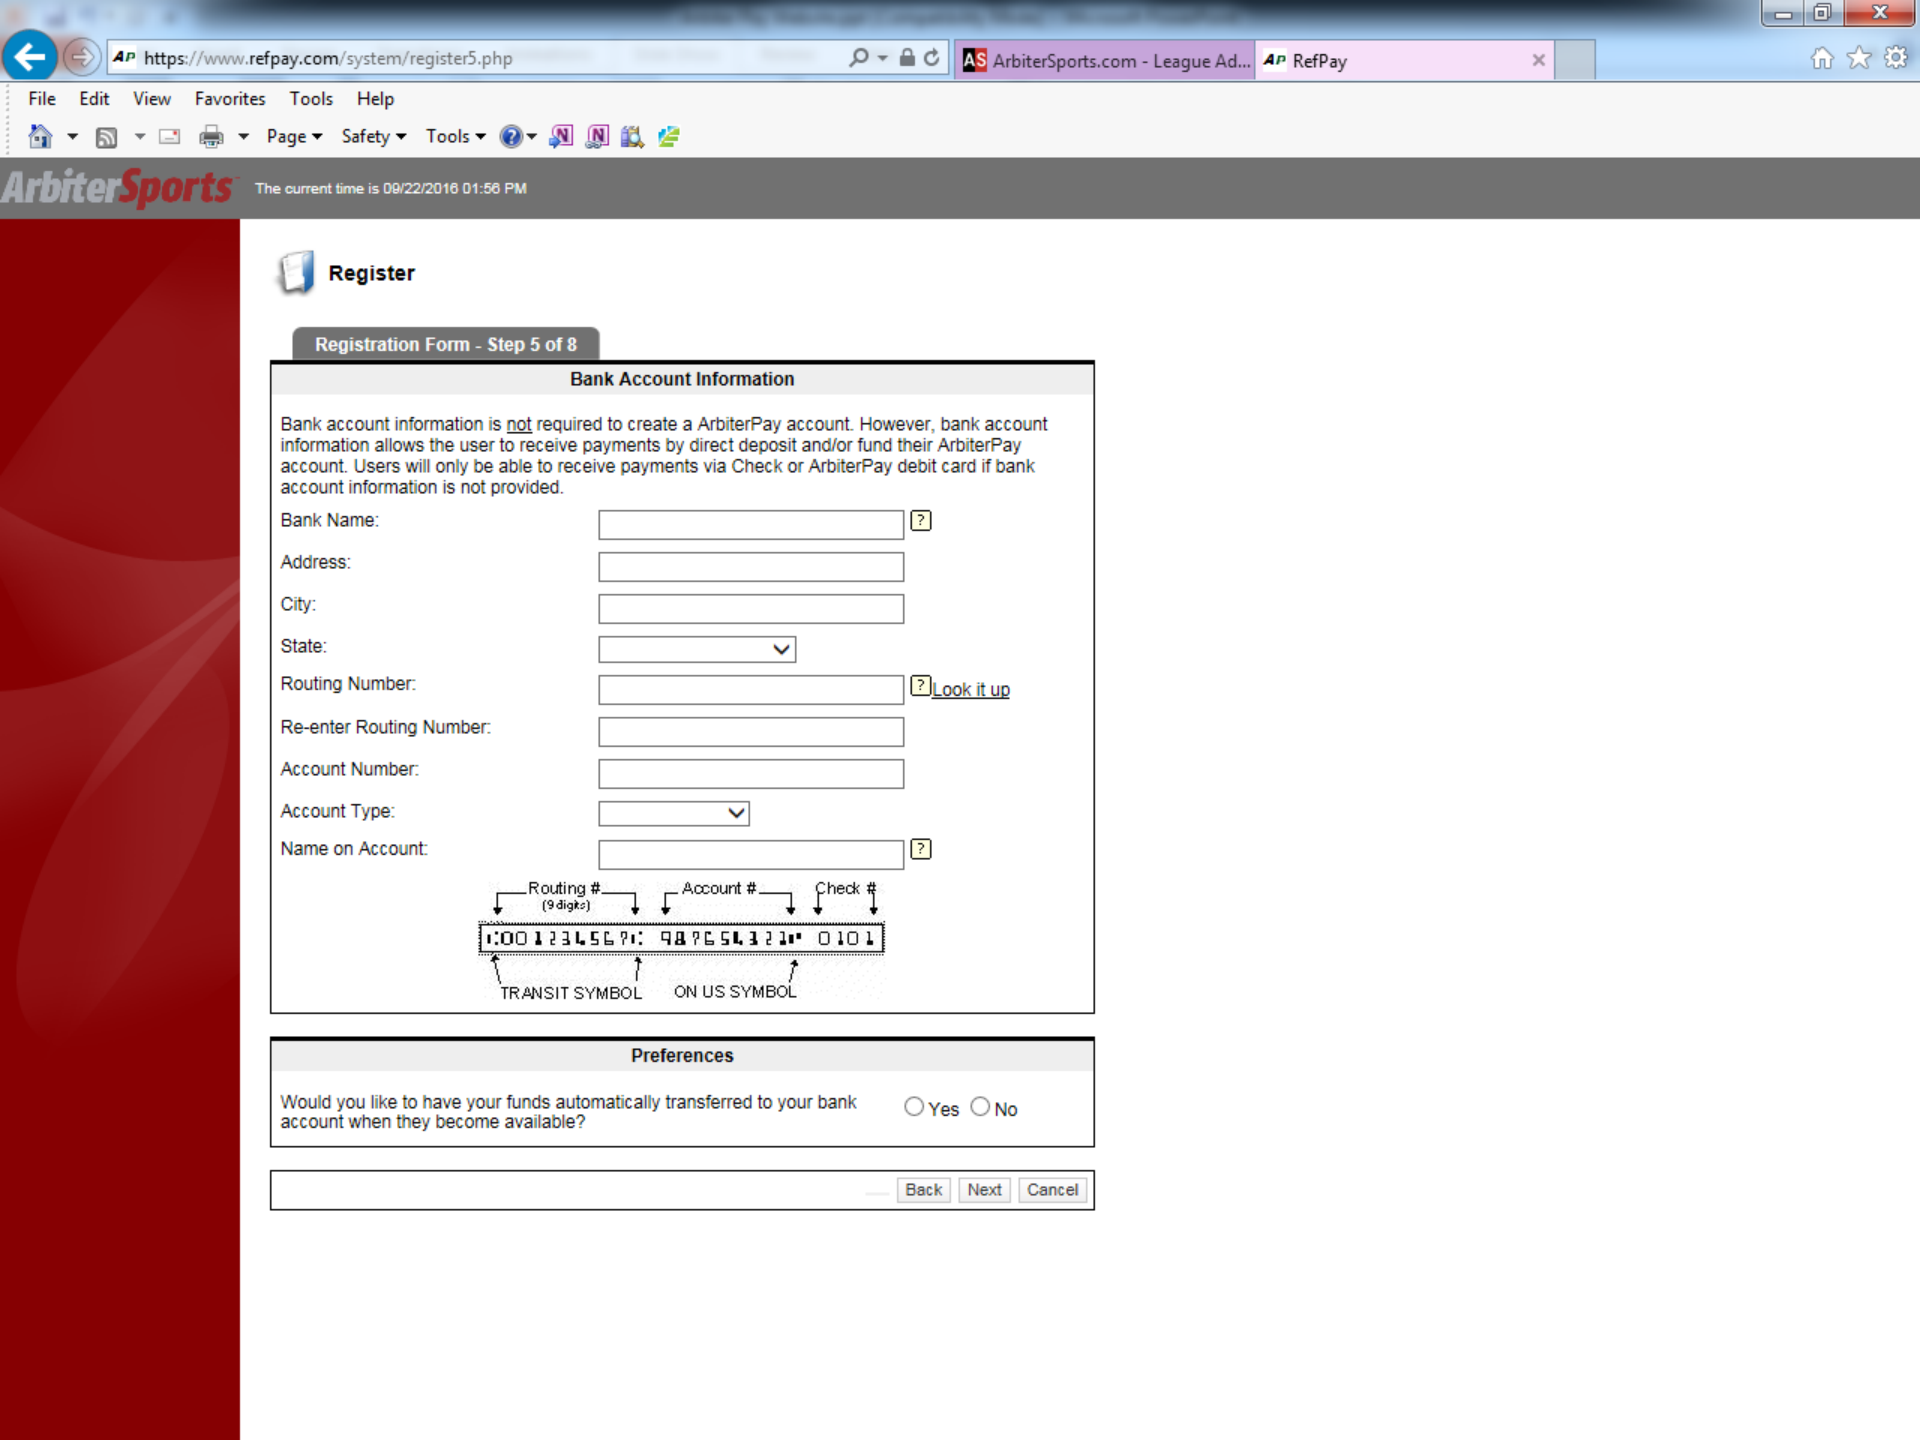 https://www.refpay.com/system/register5.php
AP
AS ArbiterSports.com - League Ad...
AP RefPay
File Edit View Favorites Tools Help
Page Safety Tools
ArbiterSports
The current time is 09/22/2016 01:56 PM
Register
Registration Form - Step 5 of 8
Bank Account Information
Bank account information is not required to create a ArbiterPay account. However, bank account
information allows the user to receive payments by direct deposit and/or fund their ArbiterPay
account. Users will only be able to receive payments via Check or ArbiterPay debit card if bank
account information is not provided.
Bank Name: ?
Address:
City:
State:
Routing Number: ? Look it up
Re-enter Routing Number:
Account Number:
Account Type:
Name on Account: ?
Routing # Account # Check #
(9 digits)
⑆001234567⑆ 987654321⑈ 0101
TRANSIT SYMBOL ON US SYMBOL
Preferences
Would you like to have your funds automatically transferred to your bank
account when they become available?
Yes No
Back Next Cancel